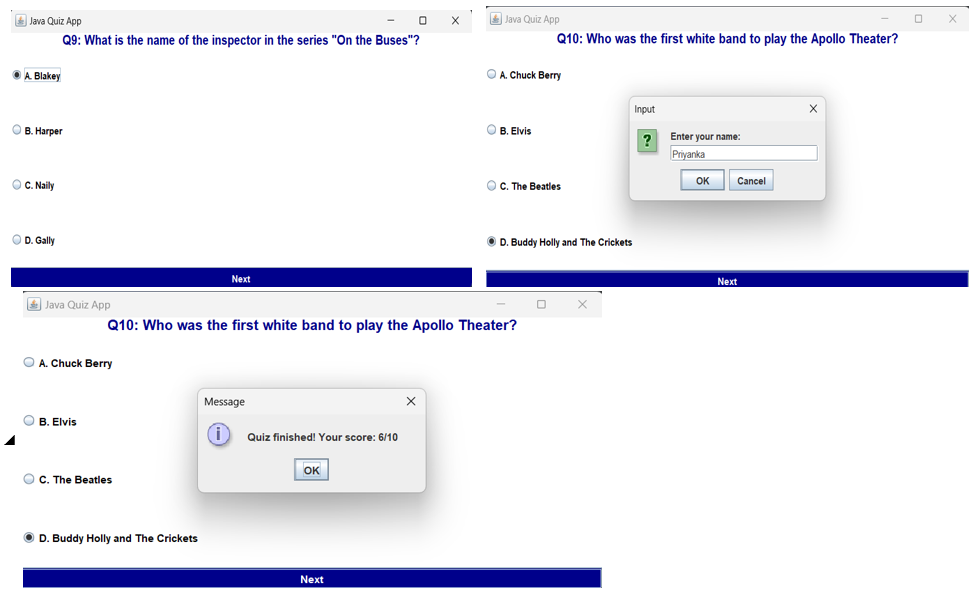 Java Quiz App
Q9: What is the name of the inspector in the series "On the Buses"?
A. Blakey
B. Harper
C. Naily
D. Gally
Next
Java Quiz App
Q10: Who was the first white band to play the Apollo Theater?
A. Chuck Berry
B. Elvis
C. The Beatles
D. Buddy Holly and The Crickets
Next
Input
?
Enter your name:
Priyanka
OK
Cancel
Java Quiz App
Q10: Who was the first white band to play the Apollo Theater?
A. Chuck Berry
B. Elvis
C. The Beatles
D. Buddy Holly and The Crickets
Next
Message
i
Quiz finished! Your score: 6/10
OK